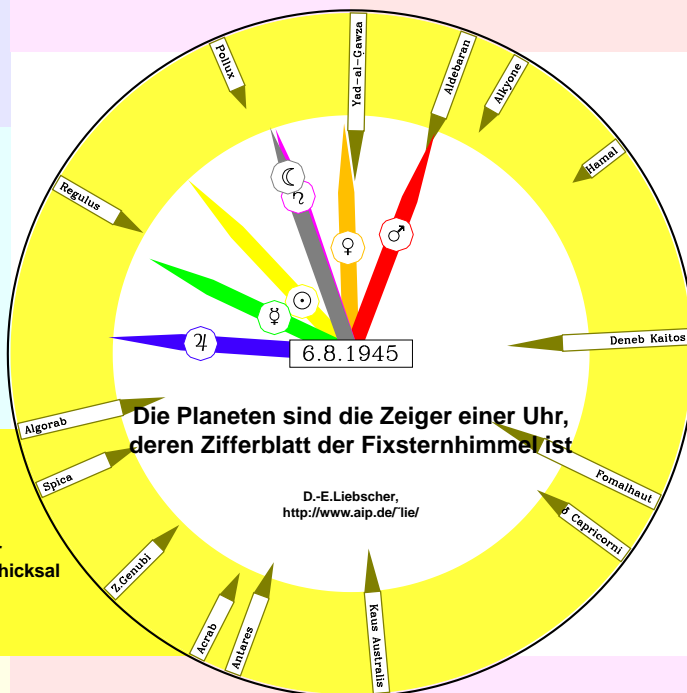 Yad-al-Ğawza
Aldebaran
Alkyone
Hamal
Pollux
Regulus
☾
♄
♀
♂
☉
☿
♃
6.8.1945
Deneb Kaitos
Die Planeten sind die Zeiger einer Uhr,
deren Zifferblatt der Fixsternhimmel ist
Algorab
Spica
Fomalhaut
D.-E.Liebscher,
http://www.aip.de/~lie/
δ Capricorni
hicksal
Z.Genubi
Acrab
Antares
Kaus Australis